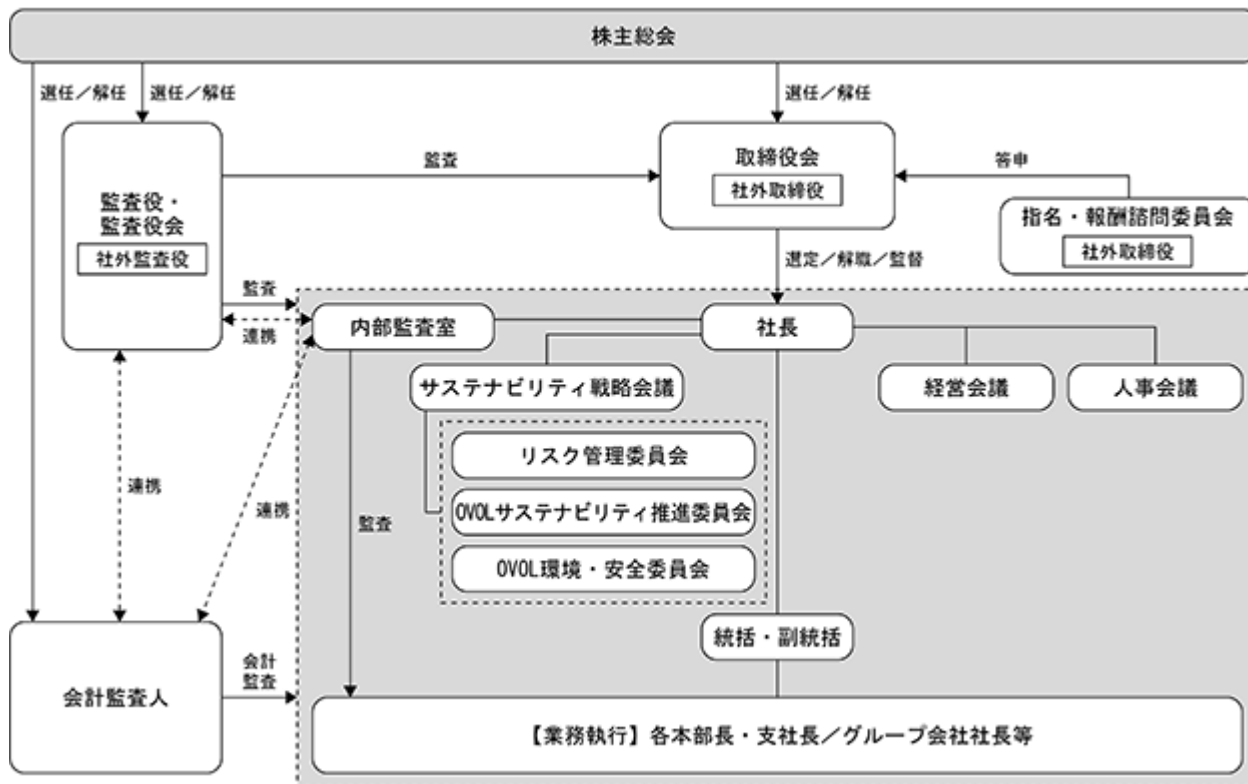 株主総会
選任／解任
選任／解任
選任／解任
監査役・
監査役会
社外監査役
監査
取締役会
社外取締役
答申
指名・報酬諮問委員会
社外取締役
選定／解職／監督
監査
連携
内部監査室
社長
サステナビリティ戦略会議
経営会議
人事会議
リスク管理委員会
OVOLサステナビリティ推進委員会
OVOL環境・安全委員会
連携
連携
監査
統括・副統括
会計監査人
会計
監査
【業務執行】各本部長・支社長／グループ会社社長等